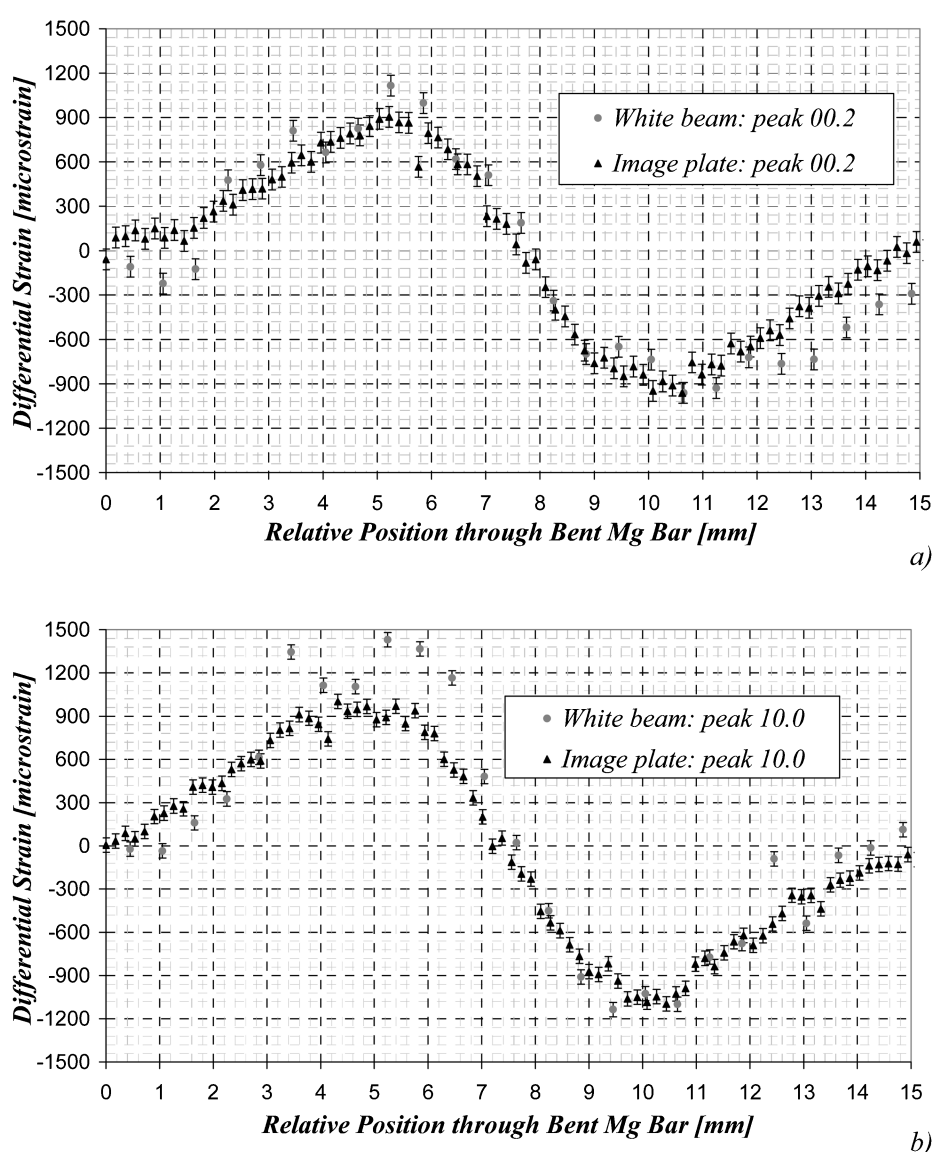 1500
1200
900
600
300
0
-300
-600
-900
-1200
-1500
Differential Strain [microstrain]
White beam: peak 00.2
Image plate: peak 00.2
0 1 2 3 4 5 6 7 8 9 10 11 12 13 14 15
Relative Position through Bent Mg Bar [mm]
a)
1500
1200
900
600
300
0
-300
-600
-900
-1200
-1500
Differential Strain [microstrain]
White beam: peak 10.0
Image plate: peak 10.0
0 1 2 3 4 5 6 7 8 9 10 11 12 13 14 15
Relative Position through Bent Mg Bar [mm]
b)